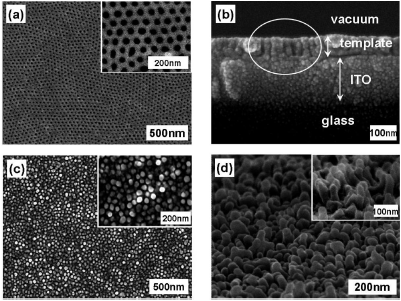 (a)
200nm
500nm
(b)
vacuum
template
ITO
glass
100nm
(c)
200nm
500nm
(d)
100nm
200nm